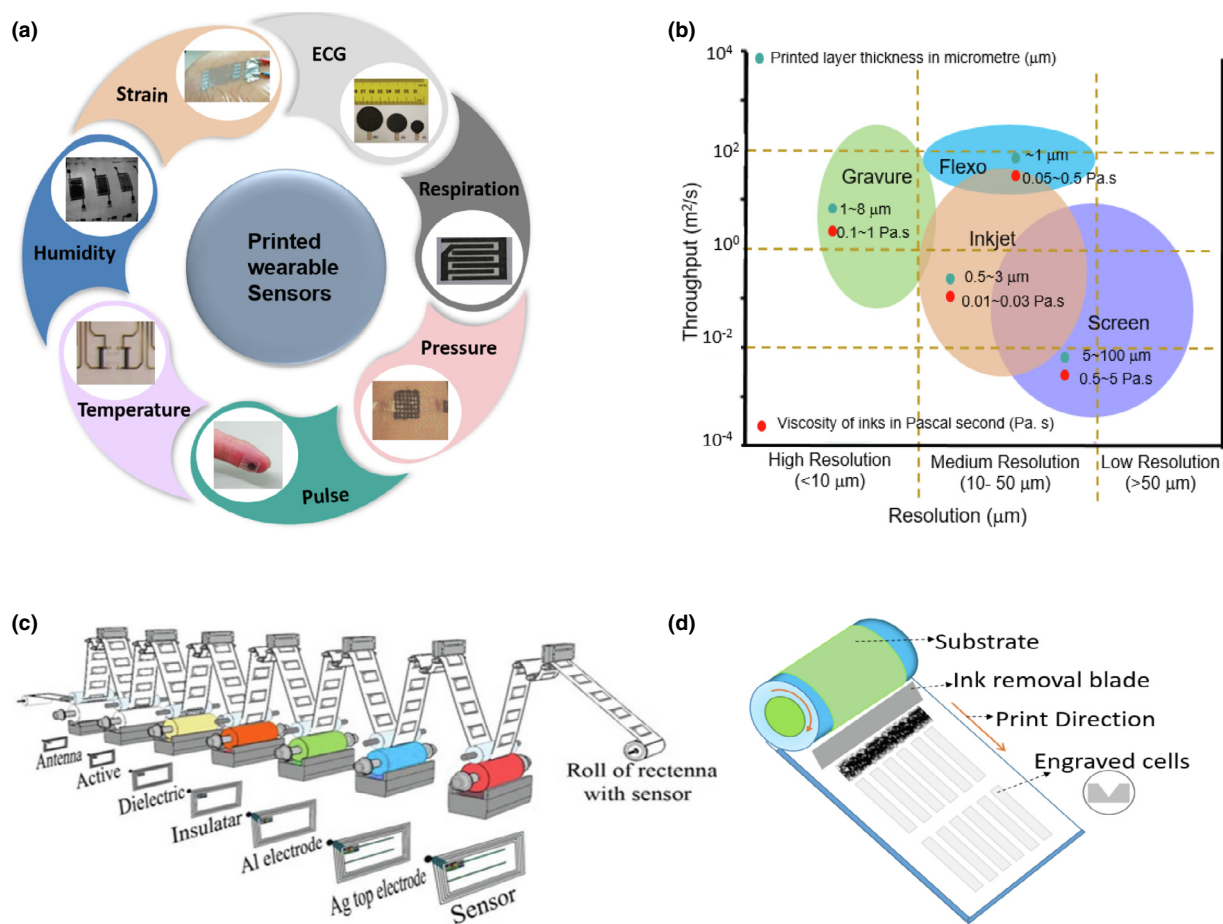 (a)
ECG
Strain
Respiration
Humidity
Printed
wearable
Sensors
Pressure
Temperature
Pulse
(b)
10⁴
Printed layer thickness in micrometre (μm)
10²
Flexo
~1 μm
0.05~0.5 Pa.s
Gravure
1~8 μm
0.1~1 Pa.s
Inkjet
10⁰
0.5~3 μm
0.01~0.03 Pa.s
Screen
10⁻²
5~100 μm
0.5~5 Pa.s
Viscosity of inks in Pascal second (Pa. s)
10⁻⁴
Throughput (m²/s)
High Resolution
(<10 μm)
Medium Resolution
(10- 50 μm)
Low Resolution
(>50 μm)
Resolution (μm)
(c)
Antenna
Active
Dielectric
Insulatar
Al electrode
Ag top electrode
Sensor
Roll of rectenna
with sensor
(d)
Substrate
Ink removal blade
Print Direction
Engraved cells